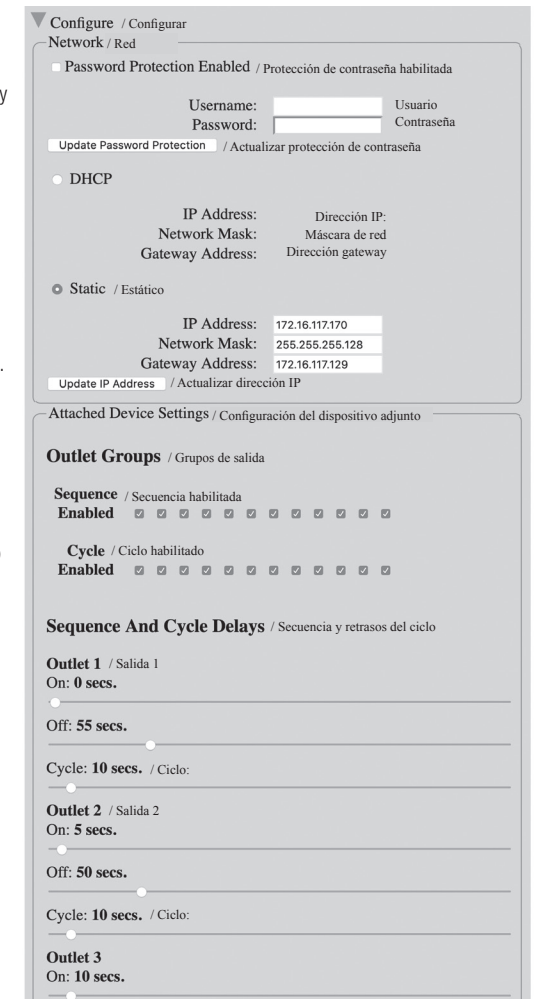 Configure / Configurar
Network / Red
Password Protection Enabled / Protección de contraseña habilitada
Username: Usuario
Password: Contraseña
Update Password Protection / Actualizar protección de contraseña
DHCP
IP Address: Dirección IP:
Network Mask: Máscara de red
Gateway Address: Dirección gateway
Static / Estático
IP Address: 172.16.117.170
Network Mask: 255.255.255.128
Gateway Address: 172.16.117.129
Update IP Address / Actualizar dirección IP
Attached Device Settings / Configuración del dispositivo adjunto
Outlet Groups / Grupos de salida
Sequence / Secuencia habilitada
Enabled
Cycle / Ciclo habilitado
Enabled
Sequence And Cycle Delays / Secuencia y retrasos del ciclo
Outlet 1 / Salida 1
On: 0 secs.
Off: 55 secs.
Cycle: 10 secs. / Ciclo:
Outlet 2 / Salida 2
On: 5 secs.
Off: 50 secs.
Cycle: 10 secs. / Ciclo:
Outlet 3
On: 10 secs.